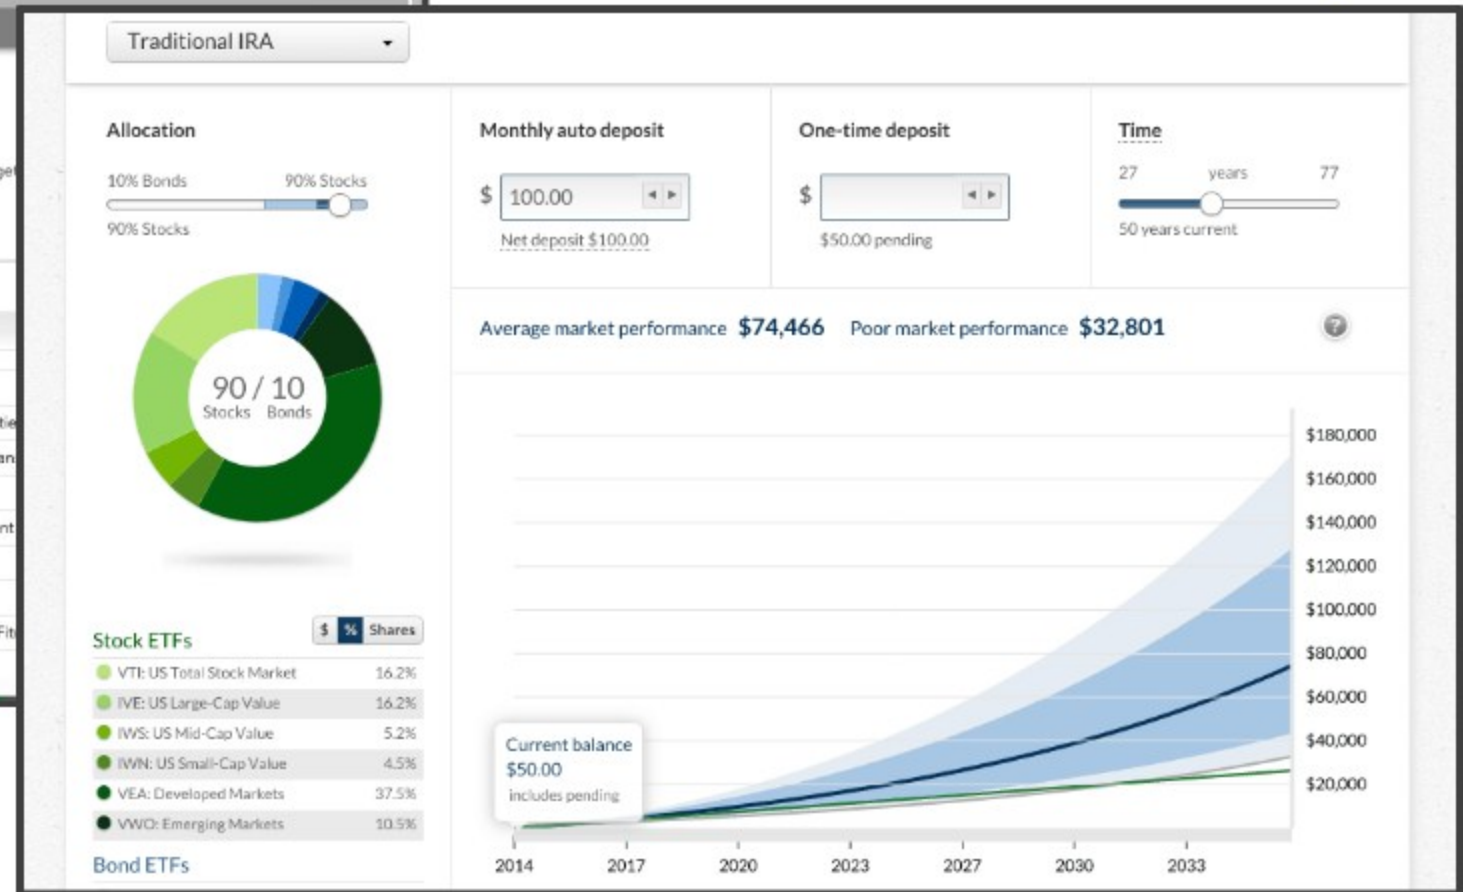 Traditional IRA
Allocation
10% Bonds 90% Stocks
90% Stocks
90 / 10
Stocks Bonds
Monthly auto deposit
$ 100.00
Net deposit $100.00
One-time deposit
$
$50.00 pending
Time
27 years 77
50 years current
Average market performance $74,466 Poor market performance $32,801
?
Stock ETFs $ % Shares
VTI: US Total Stock Market 16.2%
IVE: US Large-Cap Value 16.2%
IWS: US Mid-Cap Value 5.2%
IWN: US Small-Cap Value 4.5%
VEA: Developed Markets 37.5%
VWO: Emerging Markets 10.5%
Bond ETFs
$180,000
$160,000
$140,000
$120,000
$100,000
$80,000
$60,000
$40,000
$20,000
Current balance
$50.00
includes pending
2014 2017 2020 2023 2027 2030 2033